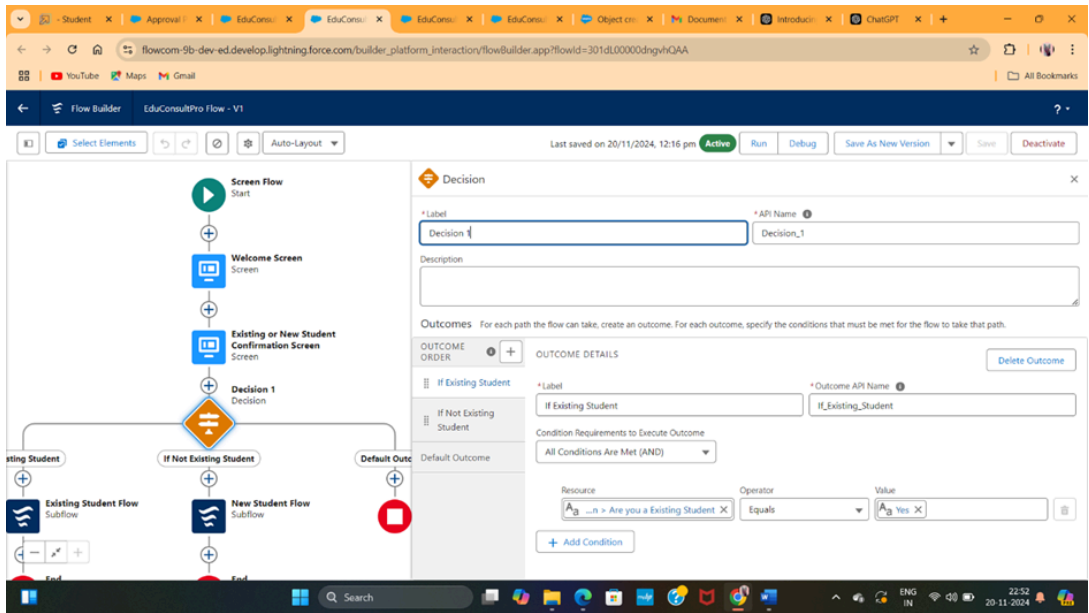 - Student
Approval F
EduConsul
EduConsul
EduConsul
EduConsul
Object cre
Document
Introducin
ChatGPT
flowcom-9b-dev-ed.develop.lightning.force.com/builder_platform_interaction/flowBuilder.app?flowId=301dL00000dngvhQAA
YouTube
Maps
Gmail
All Bookmarks
Flow Builder
EduConsultPro Flow - V1
?
Select Elements
Auto-Layout
Last saved on 20/11/2024, 12:16 pm
Active
Run
Debug
Save As New Version
Save
Deactivate
Screen Flow
Start
Welcome Screen
Screen
Existing or New Student
Confirmation Screen
Screen
Decision 1
Decision
sting Student
If Not Existing Student
Default Outc
Existing Student Flow
Subflow
New Student Flow
Subflow
End
End
Decision
*Label
Decision 1
*API Name
Decision_1
Description
Outcomes For each path the flow can take, create an outcome. For each outcome, specify the conditions that must be met for the flow to take that path.
OUTCOME
ORDER
If Existing Student
If Not Existing
Student
Default Outcome
OUTCOME DETAILS
Delete Outcome
*Label
If Existing Student
*Outcome API Name
If_Existing_Student
Condition Requirements to Execute Outcome
All Conditions Are Met (AND)
Resource
Aa ...n > Are you a Existing Student
Operator
Equals
Value
Aa Yes
+ Add Condition
Search
ENG
IN
22:52
20-11-2024